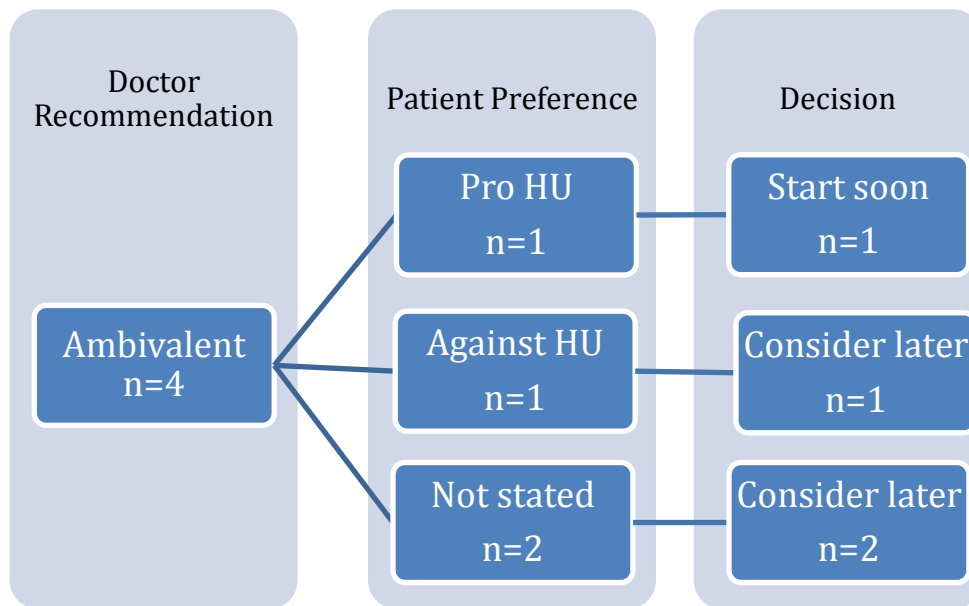 Doctor
Recommendation
Patient Preference
Decision
Ambivalent
n=4
Pro HU
n=1
Start soon
n=1
Against HU
n=1
Consider later
n=1
Not stated
n=2
Consider later
n=2